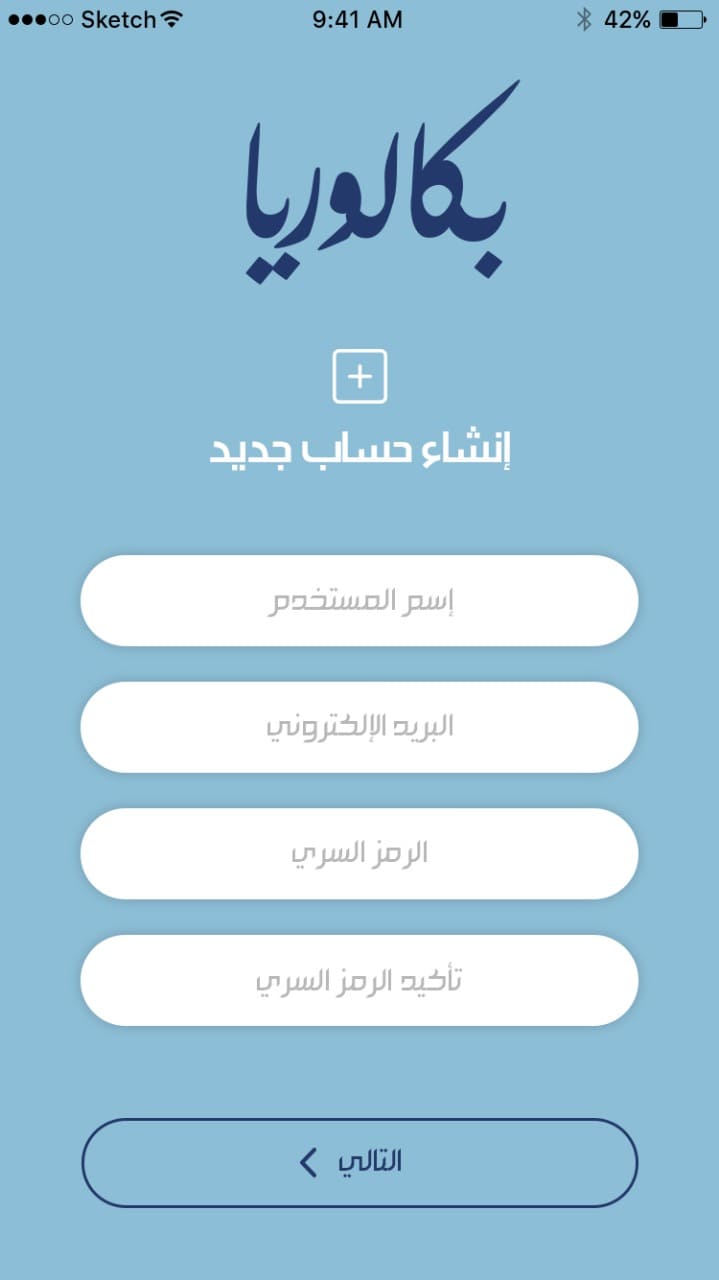 Sketch 9:41 AM 42%
بكالوريا
إنشاء حساب جديد
إسم المستخدم
البريد الإلكتروني
الرمز السري
تأكيد الرمز السري
التالي